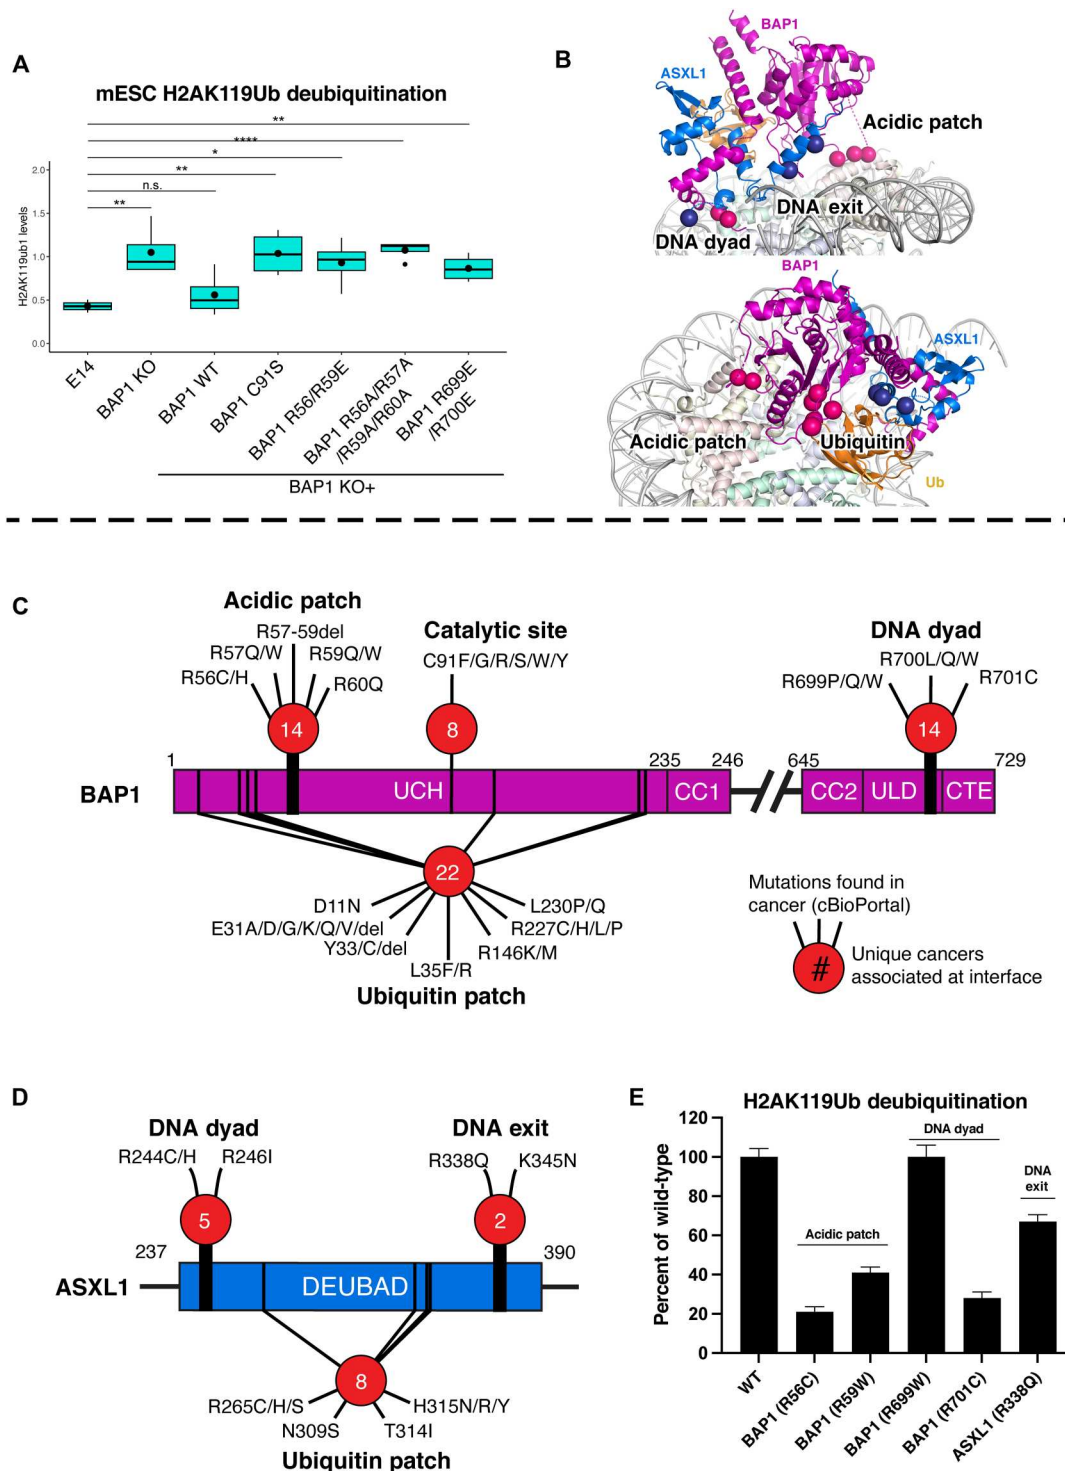 A
mESC H2AK119Ub deubiquitination
**
****
*
**
n.s.
**
H2AK119ub1 levels
2.0
1.5
1.0
0.5
0.0
E14
BAP1 KO
BAP1 WT
BAP1 C91S
BAP1 R56/R59E
BAP1 R56A/R57A
/R59A/R60A
BAP1 R699E
/R700E
BAP1 KO+
B
BAP1
ASXL1
Acidic patch
DNA exit
DNA dyad
BAP1
ASXL1
Acidic patch
Ubiquitin
Ub
C
Acidic patch
R57-59del
R57Q/W
R59Q/W
R56C/H
R60Q
14
Catalytic site
C91F/G/R/S/W/Y
8
DNA dyad
R700L/Q/W
R699P/Q/W
R701C
14
1
235
246
645
729
BAP1
UCH
CC1
CC2
ULD
CTE
22
D11N
L230P/Q
E31A/D/G/K/Q/V/del
R227C/H/L/P
Y33/C/del
R146K/M
L35F/R
Ubiquitin patch
Mutations found in
cancer (cBioPortal)
#
Unique cancers
associated at interface
D
DNA dyad
R244C/H
R246I
5
DNA exit
R338Q
K345N
2
237
390
ASXL1
DEUBAD
8
R265C/H/S
H315N/R/Y
N309S
T314I
Ubiquitin patch
E
H2AK119Ub deubiquitination
DNA dyad
DNA
exit
Acidic patch
Percent of wild-type
120
100
80
60
40
20
0
WT
BAP1 (R56C)
BAP1 (R59W)
BAP1 (R699W)
BAP1 (R701C)
ASXL1 (R338Q)